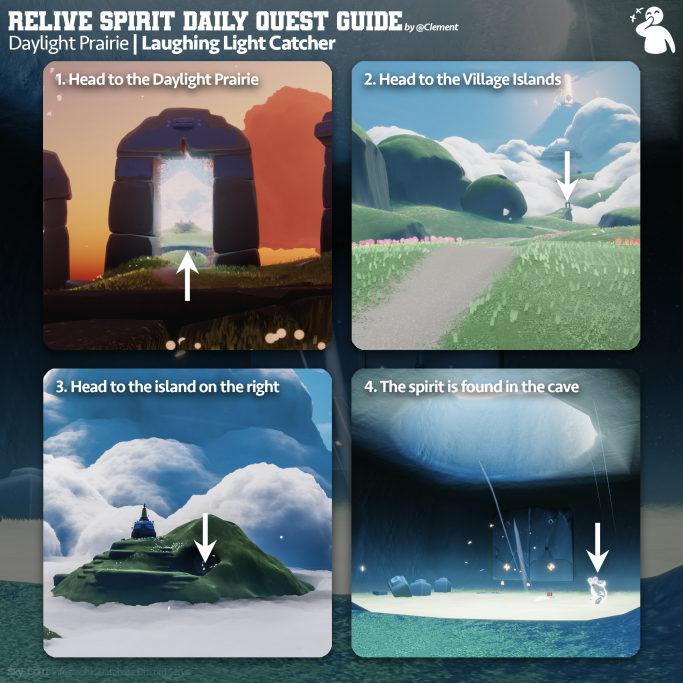 RELIVE SPIRIT DAILY QUEST GUIDE by @Clement
Daylight Prairie | Laughing Light Catcher
1. Head to the Daylight Prairie
2. Head to the Village Islands
3. Head to the island on the right
4. The spirit is found in the cave